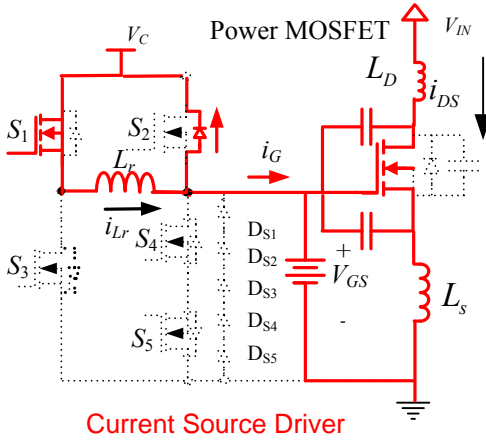 V_C
Power MOSFET
V_IN
L_D
i_DS
S_1
S_2
L_r
i_G
i_Lr
S_3
S_4
S_5
D_S1
D_S2
D_S3
D_S4
D_S5
+
V_GS
-
L_s
Current Source Driver